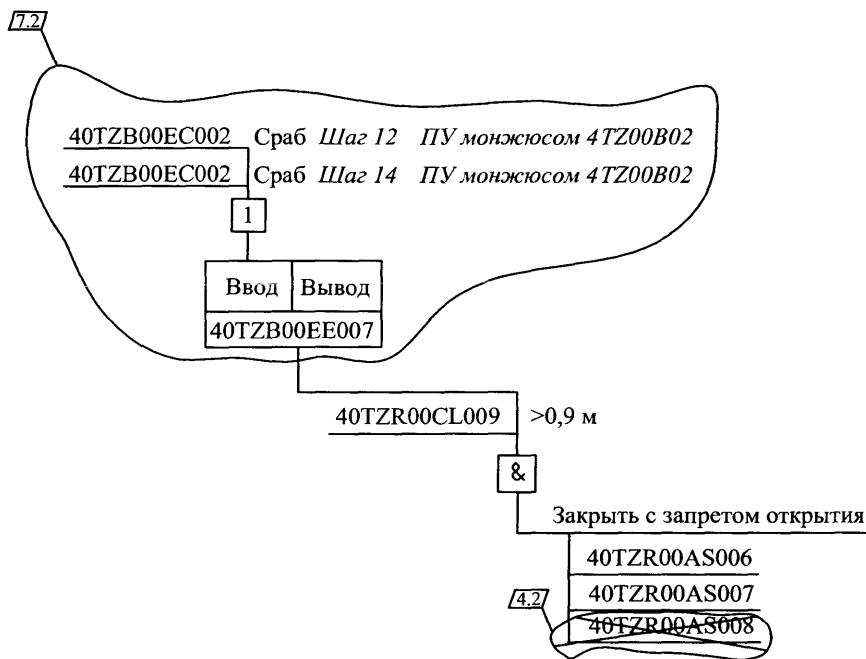 7.2
40TZB00EC002 Сраб Шаг 12 ПУ монжюсом 4TZ00B02
40TZB00EC002 Сраб Шаг 14 ПУ монжюсом 4TZ00B02
1
Ввод Вывод
40TZB00EE007
40TZR00CL009 >0,9 м
&
Закрыть с запретом открытия
40TZR00AS006
40TZR00AS007
4.2
40TZR00AS008